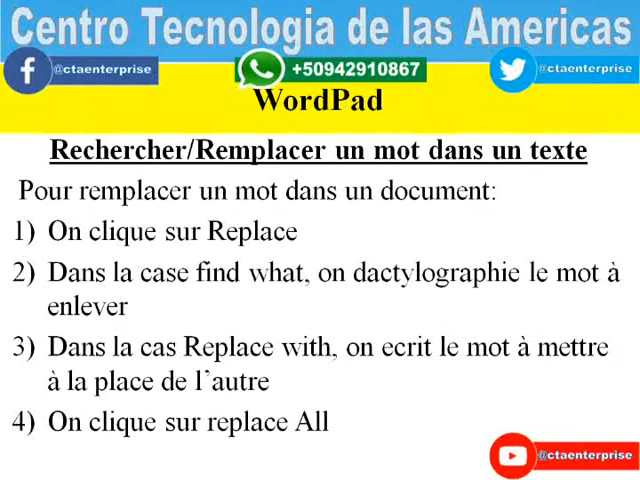 Centro Tecnologia de las Americas
@ctaenterprise
+50942910867
@ctaenterprise
WordPad
Rechercher/Remplacer un mot dans un texte
Pour remplacer un mot dans un document:
1) On clique sur Replace
2) Dans la case find what, on dactylographie le mot à
enlever
3) Dans la cas Replace with, on ecrit le mot à mettre
à la place de l’autre
4) On clique sur replace All
@ctaenterprise